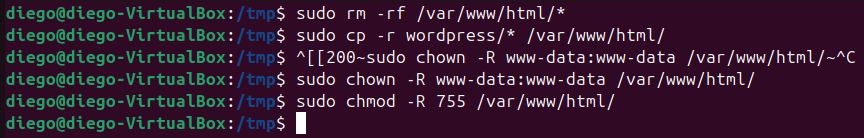 diego@diego-VirtualBox:/tmp$ sudo rm -rf /var/www/html/*
diego@diego-VirtualBox:/tmp$ sudo cp -r wordpress/* /var/www/html/
diego@diego-VirtualBox:/tmp$ ^[[200~sudo chown -R www-data:www-data /var/www/html/~^C
diego@diego-VirtualBox:/tmp$ sudo chown -R www-data:www-data /var/www/html/
diego@diego-VirtualBox:/tmp$ sudo chmod -R 755 /var/www/html/
diego@diego-VirtualBox:/tmp$